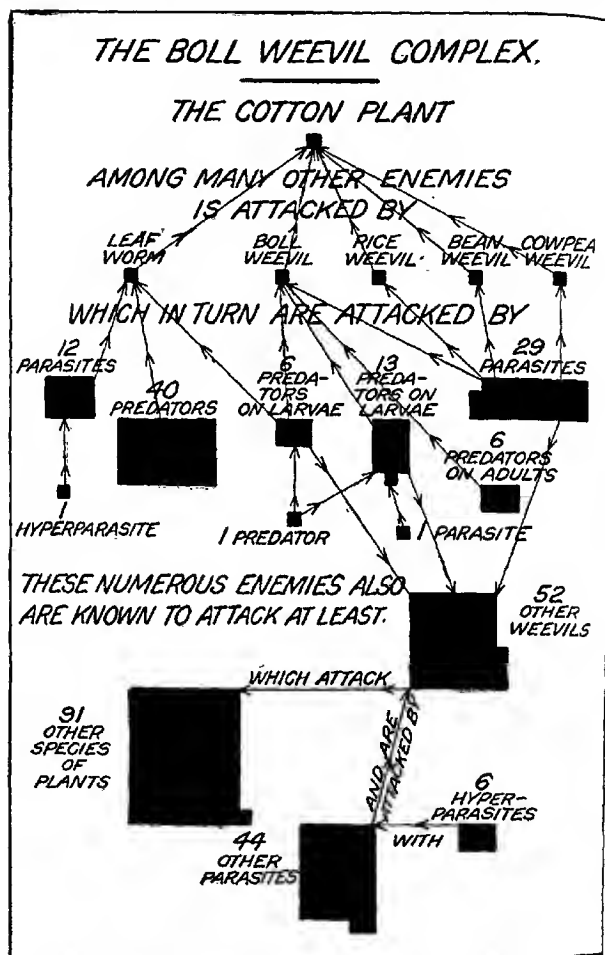 THE BOLL WEEVIL COMPLEX.
THE COTTON PLANT
AMONG MANY OTHER ENEMIES
IS ATTACKED BY
LEAF
WORM
BOLL
WEEVIL
RICE
WEEVIL
BEAN
WEEVIL
COWPEA
WEEVIL
WHICH IN TURN ARE ATTACKED BY
12
PARASITES
40
PREDATORS
6
PREDA-
TORS
ON LARVAE
13
PREDA-
TORS ON
LARVAE
29
PARASITES
6
PREDATORS
ON ADULTS
1
HYPERPARASITE
1 PREDATOR
1 PARASITE
THESE NUMEROUS ENEMIES ALSO
ARE KNOWN TO ATTACK AT LEAST.
52
OTHER
WEEVILS
WHICH ATTACK
91
OTHER
SPECIES
OF
PLANTS
AND ARE
ATTACKED BY
6
HYPER-
PARASITES
WITH
44
OTHER
PARASITES